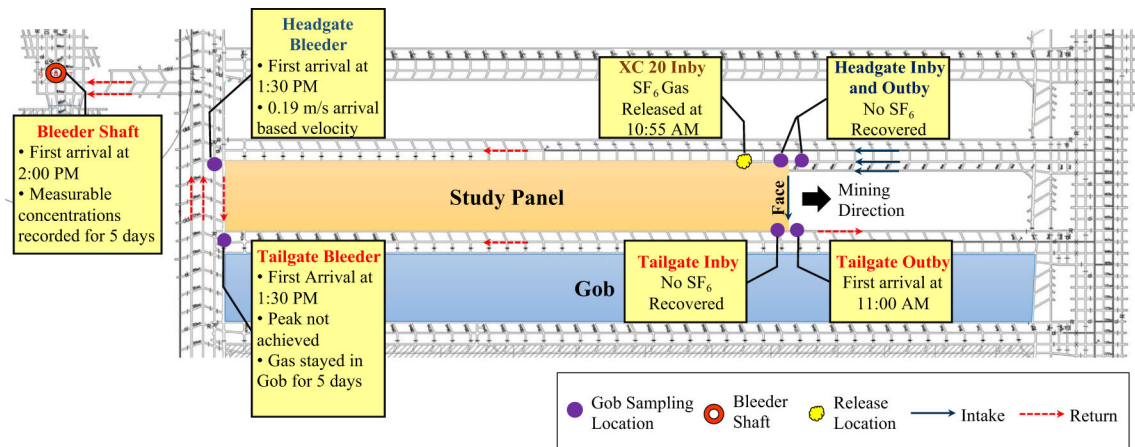 Headgate
Bleeder
• First arrival at
1:30 PM
• 0.19 m/s arrival
based velocity
XC 20 Inby
SF₆ Gas
Released at
10:55 AM
Headgate Inby
and Outby
No SF₆
Recovered
Bleeder Shaft
• First arrival at
2:00 PM
• Measurable
concentrations
recorded for 5 days
Study Panel
Face
Mining
Direction
Tailgate Bleeder
• First Arrival at
1:30 PM
• Peak not
achieved
• Gas stayed in
Gob for 5 days
Gob
Tailgate Inby
No SF₆
Recovered
Tailgate Outby
First arrival at
11:00 AM
Gob Sampling
Location
Bleeder
Shaft
Release
Location
Intake
Return